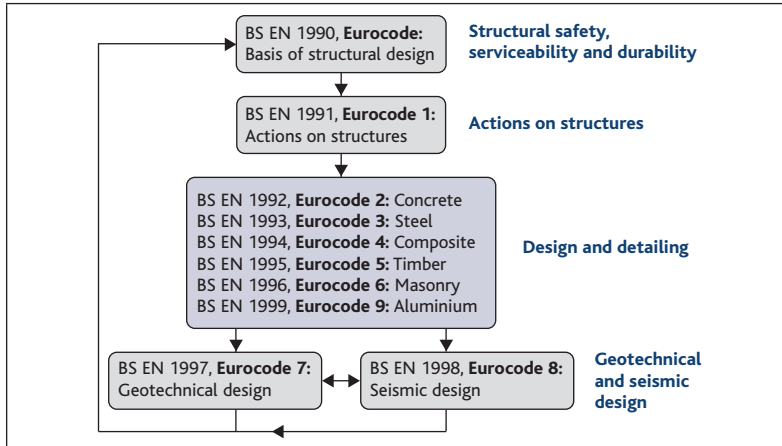 BS EN 1990, Eurocode:
Basis of structural design
Structural safety,
serviceability and durability
BS EN 1991, Eurocode 1:
Actions on structures
Actions on structures
BS EN 1992, Eurocode 2: Concrete
BS EN 1993, Eurocode 3: Steel
BS EN 1994, Eurocode 4: Composite
BS EN 1995, Eurocode 5: Timber
BS EN 1996, Eurocode 6: Masonry
BS EN 1999, Eurocode 9: Aluminium
Design and detailing
BS EN 1997, Eurocode 7:
Geotechnical design
BS EN 1998, Eurocode 8:
Seismic design
Geotechnical
and seismic
design